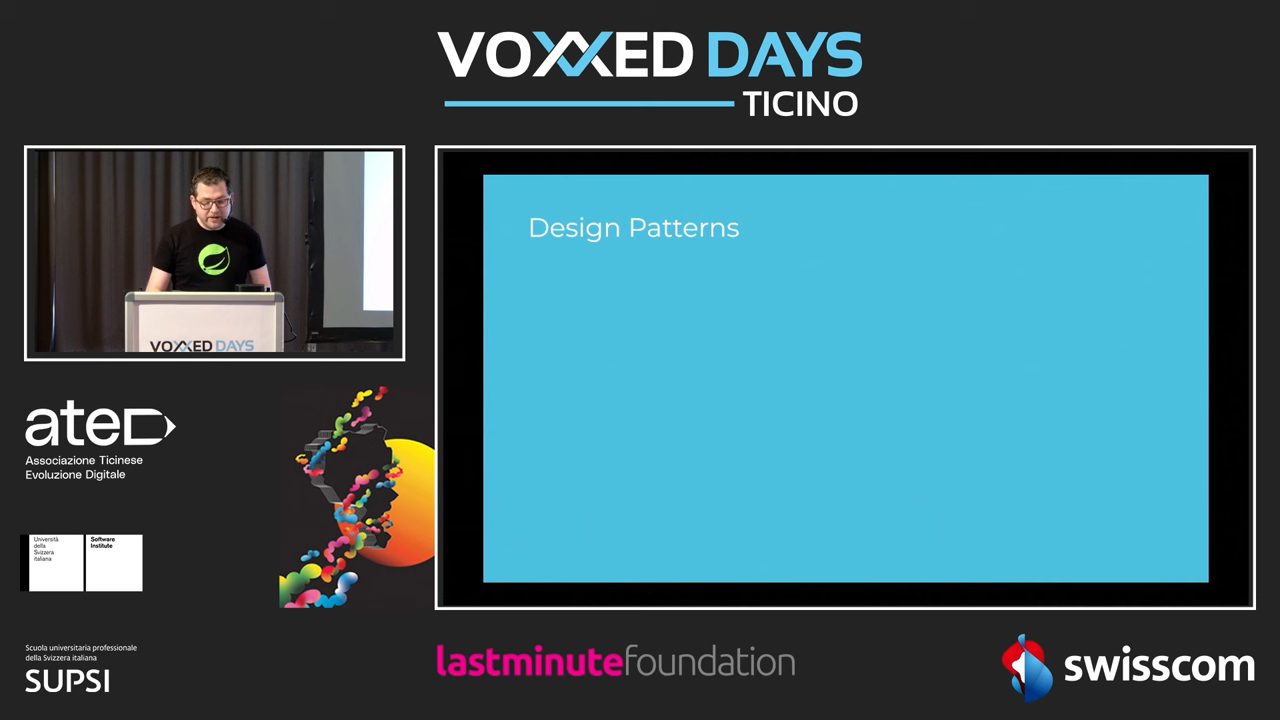 VOXXED DAYS
TICINO
VOXXED DAYS
Design Patterns
ateD
Associazione Ticinese
Evoluzione Digitale
Università
della
Svizzera
italiana
Software
Institute
Scuola universitaria professionale
della Svizzera italiana
SUPSI
lastminutefoundation
swisscom